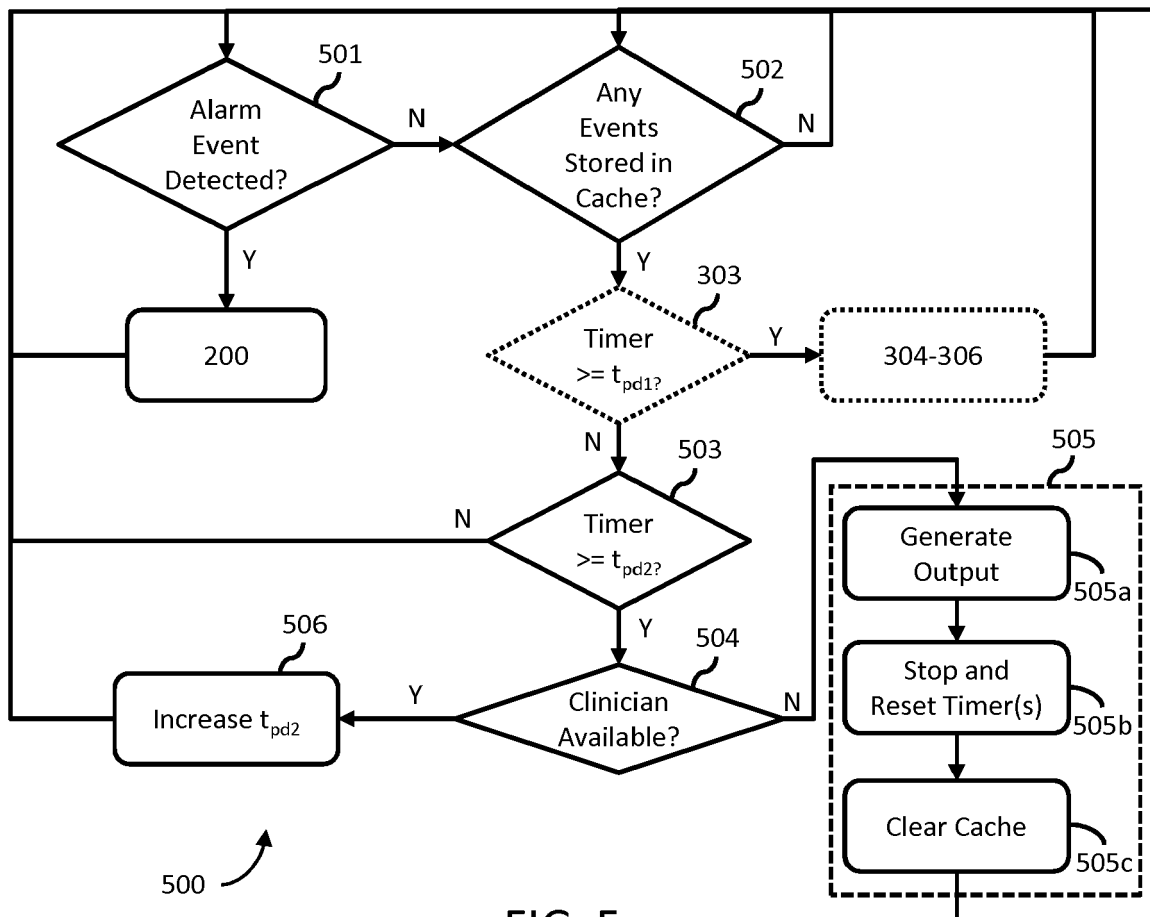 501
Alarm
Event
Detected?
N
502
Any
Events
Stored in
Cache?
N
Y
Y
200
303
Timer
>= tpd1?
Y
304-306
N
503
Timer
>= tpd2?
N
Y
505
Generate
Output
505a
Stop and
Reset Timer(s)
505b
Clear Cache
505c
504
Clinician
Available?
N
Y
506
Increase tpd2
500